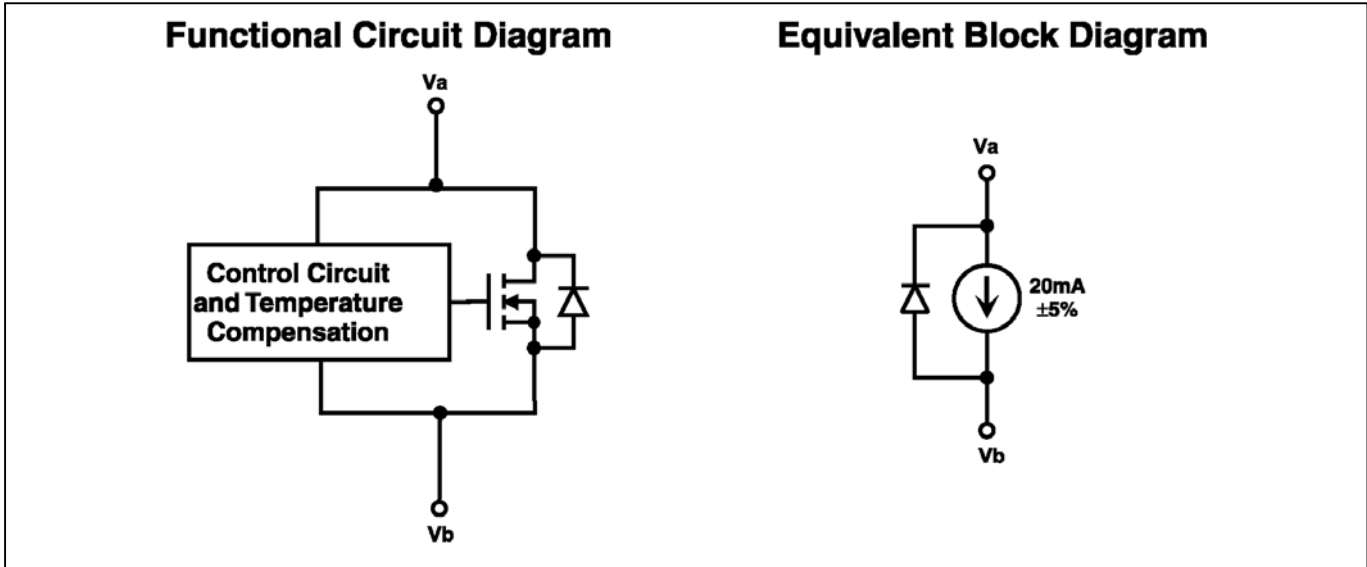 Functional Circuit Diagram
Va
Control Circuit
and Temperature
Compensation
Vb
Equivalent Block Diagram
Va
20mA
±5%
Vb